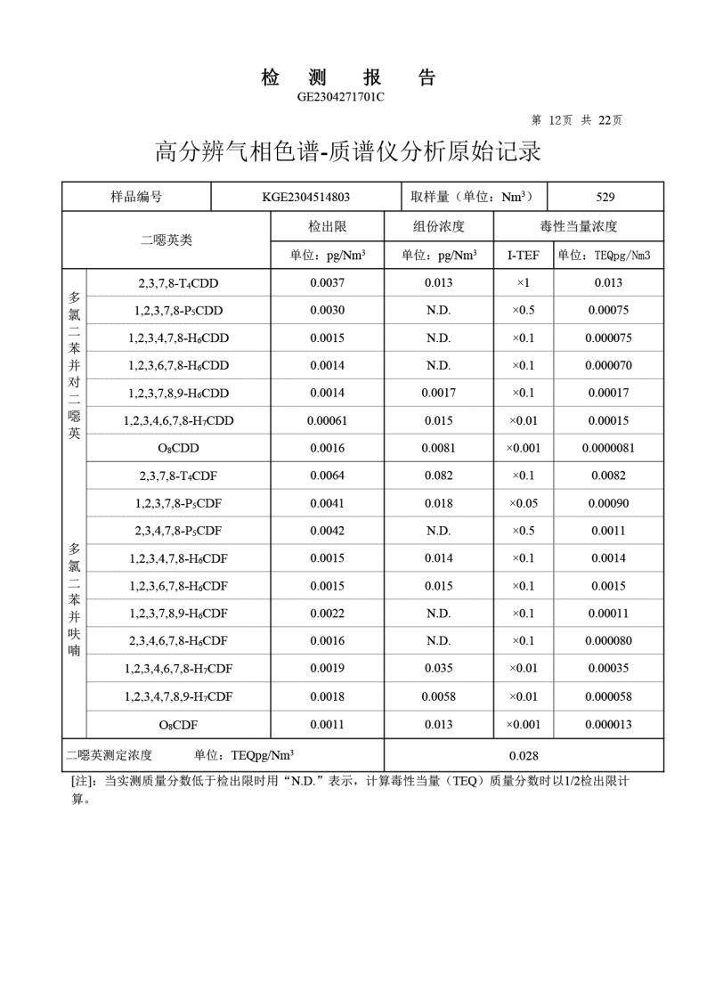 检 测 报 告
GE2304271701C
第 12页 共 22页
高分辨气相色谱-质谱仪分析原始记录
样品编号 KGE2304514803 取样量（单位：Nm³） 529
二噁英类 检出限 组份浓度 毒性当量浓度
单位：pg/Nm³ 单位：pg/Nm³ I-TEF 单位：TEQpg/Nm3
多氯二苯并对二噁英
2,3,7,8-T₄CDD 0.0037 0.013 ×1 0.013
1,2,3,7,8-P₅CDD 0.0030 N.D. ×0.5 0.00075
1,2,3,4,7,8-H₆CDD 0.0015 N.D. ×0.1 0.000075
1,2,3,6,7,8-H₆CDD 0.0014 N.D. ×0.1 0.000070
1,2,3,7,8,9-H₆CDD 0.0014 0.0017 ×0.1 0.00017
1,2,3,4,6,7,8-H₇CDD 0.00061 0.015 ×0.01 0.00015
O₈CDD 0.0016 0.0081 ×0.001 0.0000081
多氯二苯并呋喃
2,3,7,8-T₄CDF 0.0064 0.082 ×0.1 0.0082
1,2,3,7,8-P₅CDF 0.0041 0.018 ×0.05 0.00090
2,3,4,7,8-P₅CDF 0.0042 N.D. ×0.5 0.0011
1,2,3,4,7,8-H₆CDF 0.0015 0.014 ×0.1 0.0014
1,2,3,6,7,8-H₆CDF 0.0015 0.015 ×0.1 0.0015
1,2,3,7,8,9-H₆CDF 0.0022 N.D. ×0.1 0.00011
2,3,4,6,7,8-H₆CDF 0.0016 N.D. ×0.1 0.000080
1,2,3,4,6,7,8-H₇CDF 0.0019 0.035 ×0.01 0.00035
1,2,3,4,7,8,9-H₇CDF 0.0018 0.0058 ×0.01 0.000058
O₈CDF 0.0011 0.013 ×0.001 0.000013
二噁英测定浓度 单位：TEQpg/Nm³ 0.028
[注]：当实测质量分数低于检出限时用“N.D.”表示，计算毒性当量（TEQ）质量分数时以1/2检出限计
算。